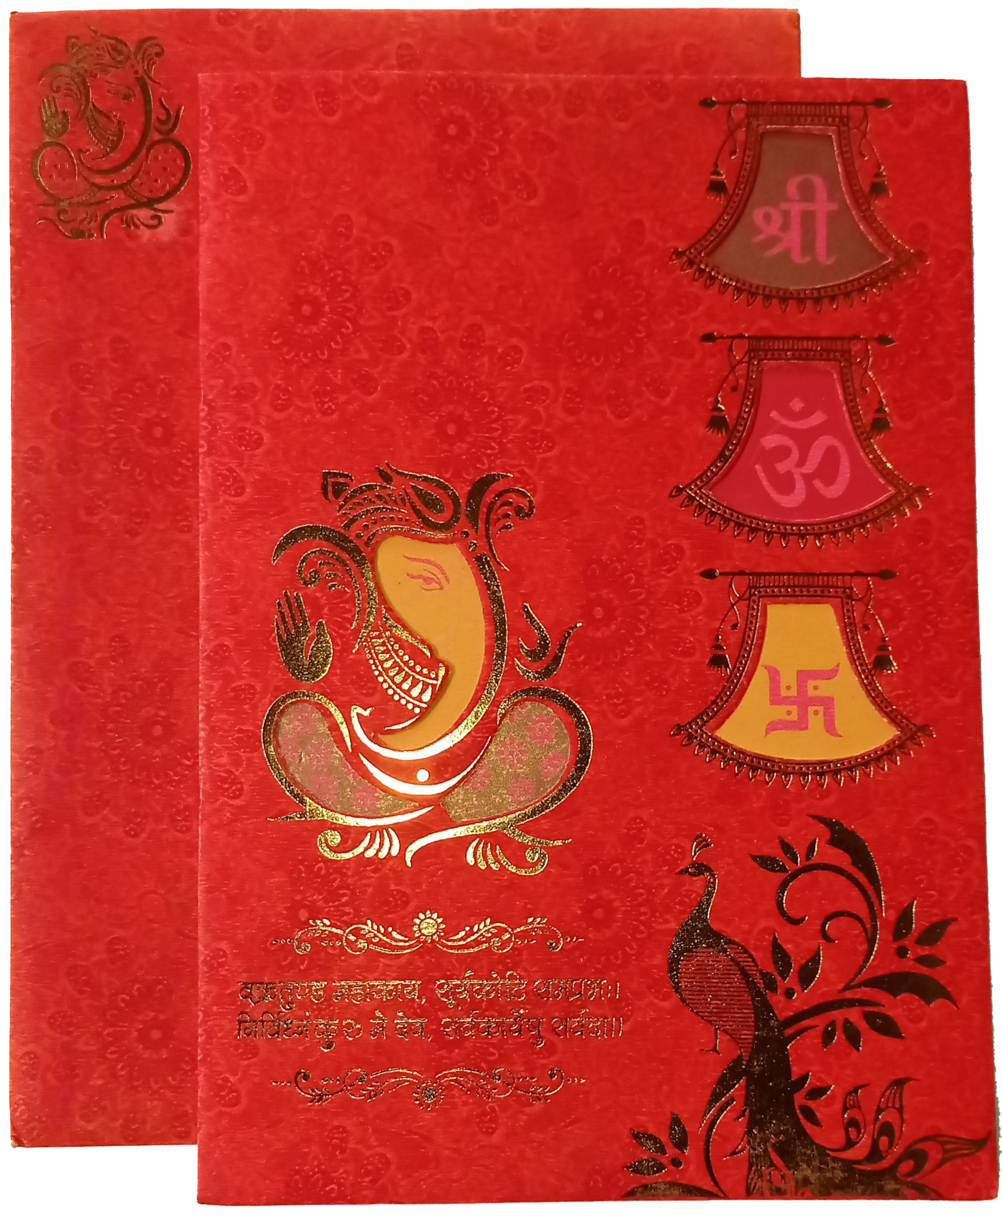 श्री
ॐ
वक्रतुण्ड महाकाय, सूर्यकोटि समप्रभः।
निर्विघ्नं कुरु मे देव, सर्वकार्येषु सर्वदा॥